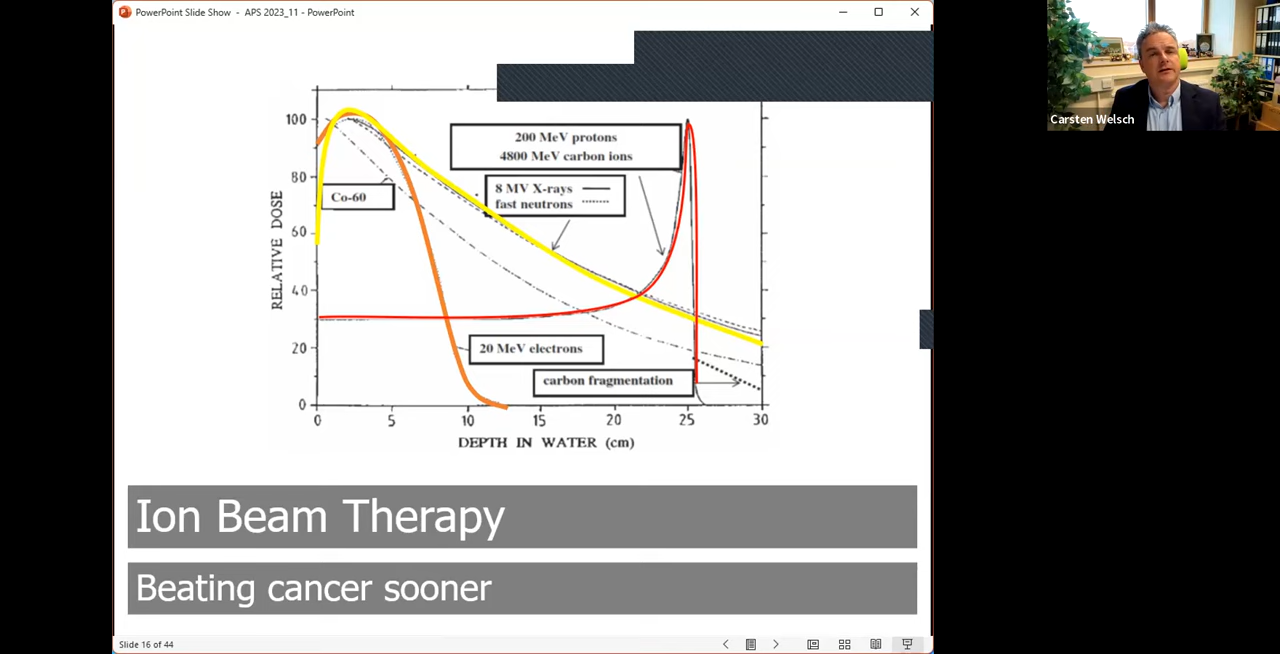 PowerPoint Slide Show - APS 2023_11 - PowerPoint
Carsten Welsch
100
80
60
40
20
0
RELATIVE DOSE
200 MeV protons
4800 MeV carbon ions
8 MV X-rays
fast neutrons
Co-60
20 MeV electrons
carbon fragmentation
0 5 10 15 20 25 30
DEPTH IN WATER (cm)
Ion Beam Therapy
Beating cancer sooner
Slide 16 of 44